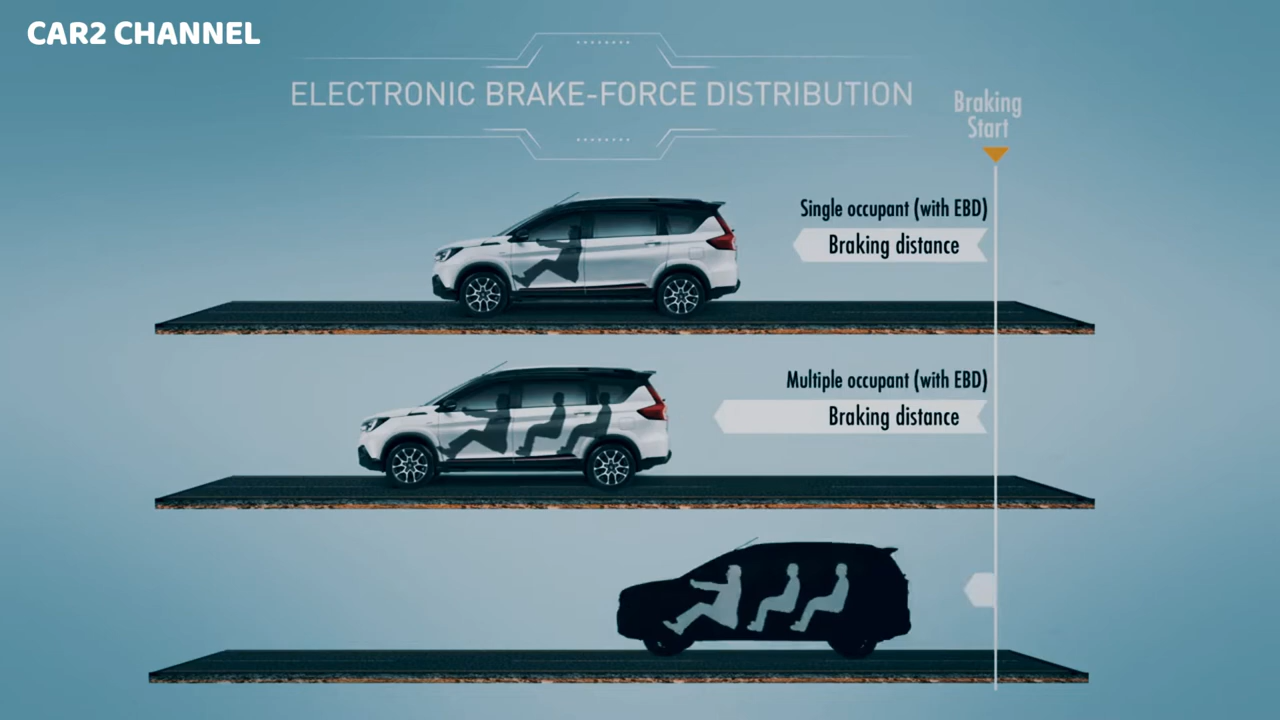 CAR2 CHANNEL
ELECTRONIC BRAKE-FORCE DISTRIBUTION
Braking
Start
Single occupant (with EBD)
Braking distance
Multiple occupant (with EBD)
Braking distance